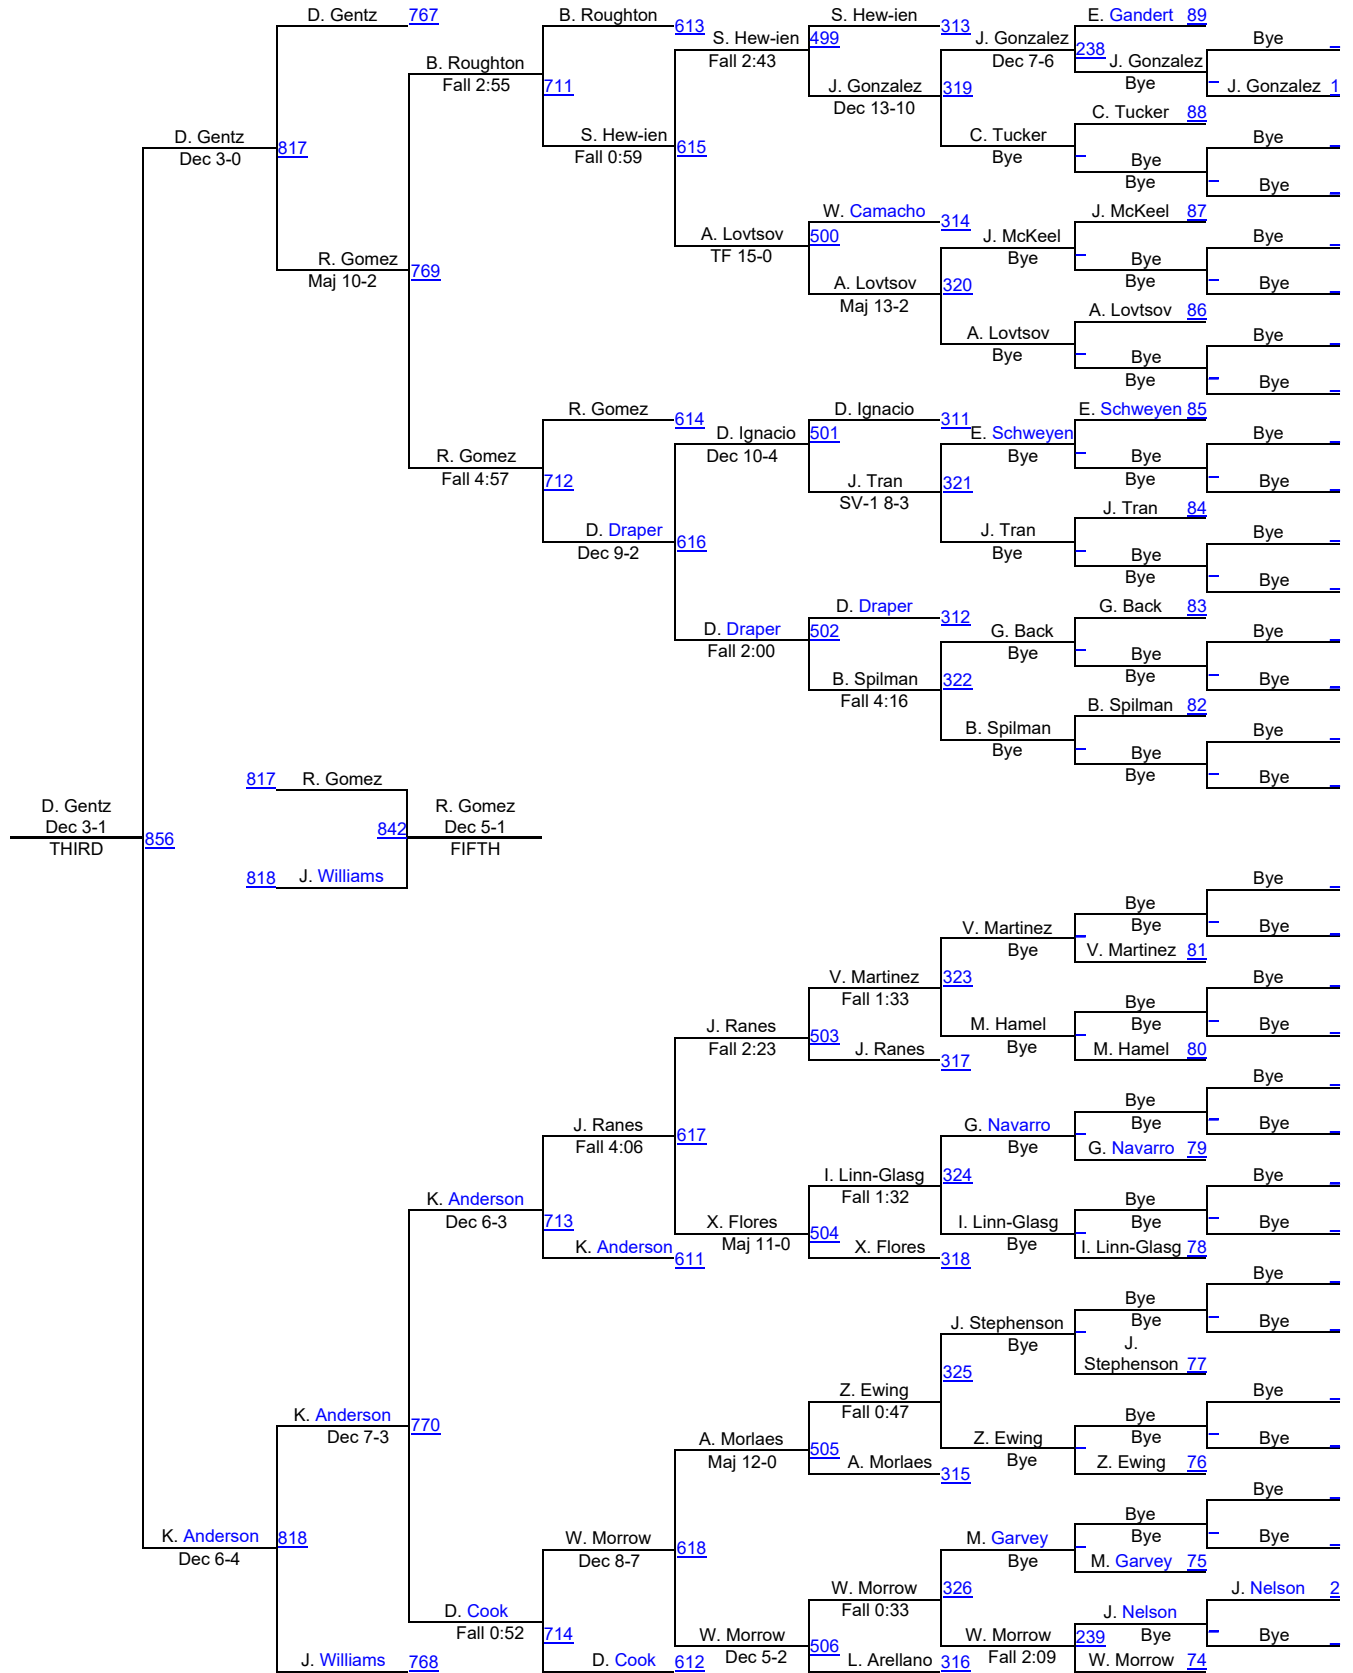 D. Gentz 767
B. Roughton
613
S. Hew-ien
313
E. Gandert 89
Bye
S. Hew-ien 499
Fall 2:43
J. Gonzalez
Dec 7-6
238
J. Gonzalez
Bye
J. Gonzalez 1
B. Roughton
Fall 2:55
711
J. Gonzalez
Dec 13-10
319
C. Tucker 88
D. Gentz
Dec 3-0
817
S. Hew-ien
Fall 0:59
615
C. Tucker
Bye
Bye
Bye
Bye
Bye
W. Camacho
314
J. McKeel 87
A. Lovtsov
TF 15-0
500
J. McKeel
Bye
Bye
Bye
Bye
Bye
R. Gomez
Maj 10-2
769
A. Lovtsov
Maj 13-2
320
A. Lovtsov 86
A. Lovtsov
Bye
Bye
Bye
Bye
Bye
R. Gomez
614
D. Ignacio
311
E. Schweyen 85
D. Ignacio 501
Dec 10-4
E. Schweyen
Bye
Bye
Bye
Bye
Bye
R. Gomez
Fall 4:57
712
J. Tran
SV-1 8-3
321
J. Tran 84
D. Draper
Dec 9-2
616
J. Tran
Bye
Bye
Bye
Bye
Bye
D. Draper
312
G. Back 83
D. Draper
Fall 2:00
502
G. Back
Bye
Bye
Bye
Bye
Bye
B. Spilman
Fall 4:16
322
B. Spilman 82
B. Spilman
Bye
Bye
Bye
Bye
Bye
817 R. Gomez
D. Gentz
Dec 3-1
THIRD
856
842
R. Gomez
Dec 5-1
FIFTH
818 J. Williams
Bye
Bye
Bye
Bye
V. Martinez
Bye
V. Martinez 81
V. Martinez
Fall 1:33
323
Bye
Bye
Bye
Bye
J. Ranes
Fall 2:23
503
J. Ranes
317
M. Hamel
Bye
M. Hamel 80
Bye
Bye
Bye
Bye
J. Ranes
Fall 4:06
617
G. Navarro
Bye
G. Navarro 79
I. Linn-Glasg
Fall 1:32
324
Bye
Bye
Bye
Bye
K. Anderson
Dec 6-3
713
K. Anderson
611
X. Flores
Maj 11-0
504
X. Flores
318
I. Linn-Glasg
Bye
I. Linn-Glasg 78
Bye
Bye
Bye
Bye
J. Stephenson
Bye
J.
Stephenson 77
325
Z. Ewing
Fall 0:47
Bye
Bye
Bye
Bye
K. Anderson
Dec 7-3
770
A. Morlaes
Maj 12-0
505
A. Morlaes
315
Z. Ewing
Bye
Z. Ewing 76
Bye
Bye
Bye
Bye
K. Anderson
Dec 6-4
818
W. Morrow
Dec 8-7
618
M. Garvey
Bye
M. Garvey 75
W. Morrow
Fall 0:33
326
J. Nelson 2
D. Cook
Fall 0:52
714
W. Morrow
Dec 5-2
506
W. Morrow
Fall 2:09
239
J. Nelson
Bye
Bye
J. Williams 768
D. Cook 612
L. Arellano 316
W. Morrow 74